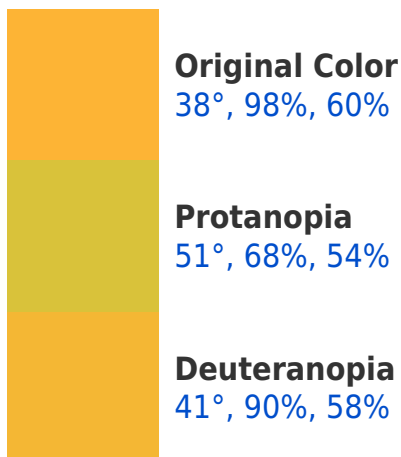 Original Color
38°, 98%, 60%
Protanopia
51°, 68%, 54%
Deuteranopia
41°, 90%, 58%